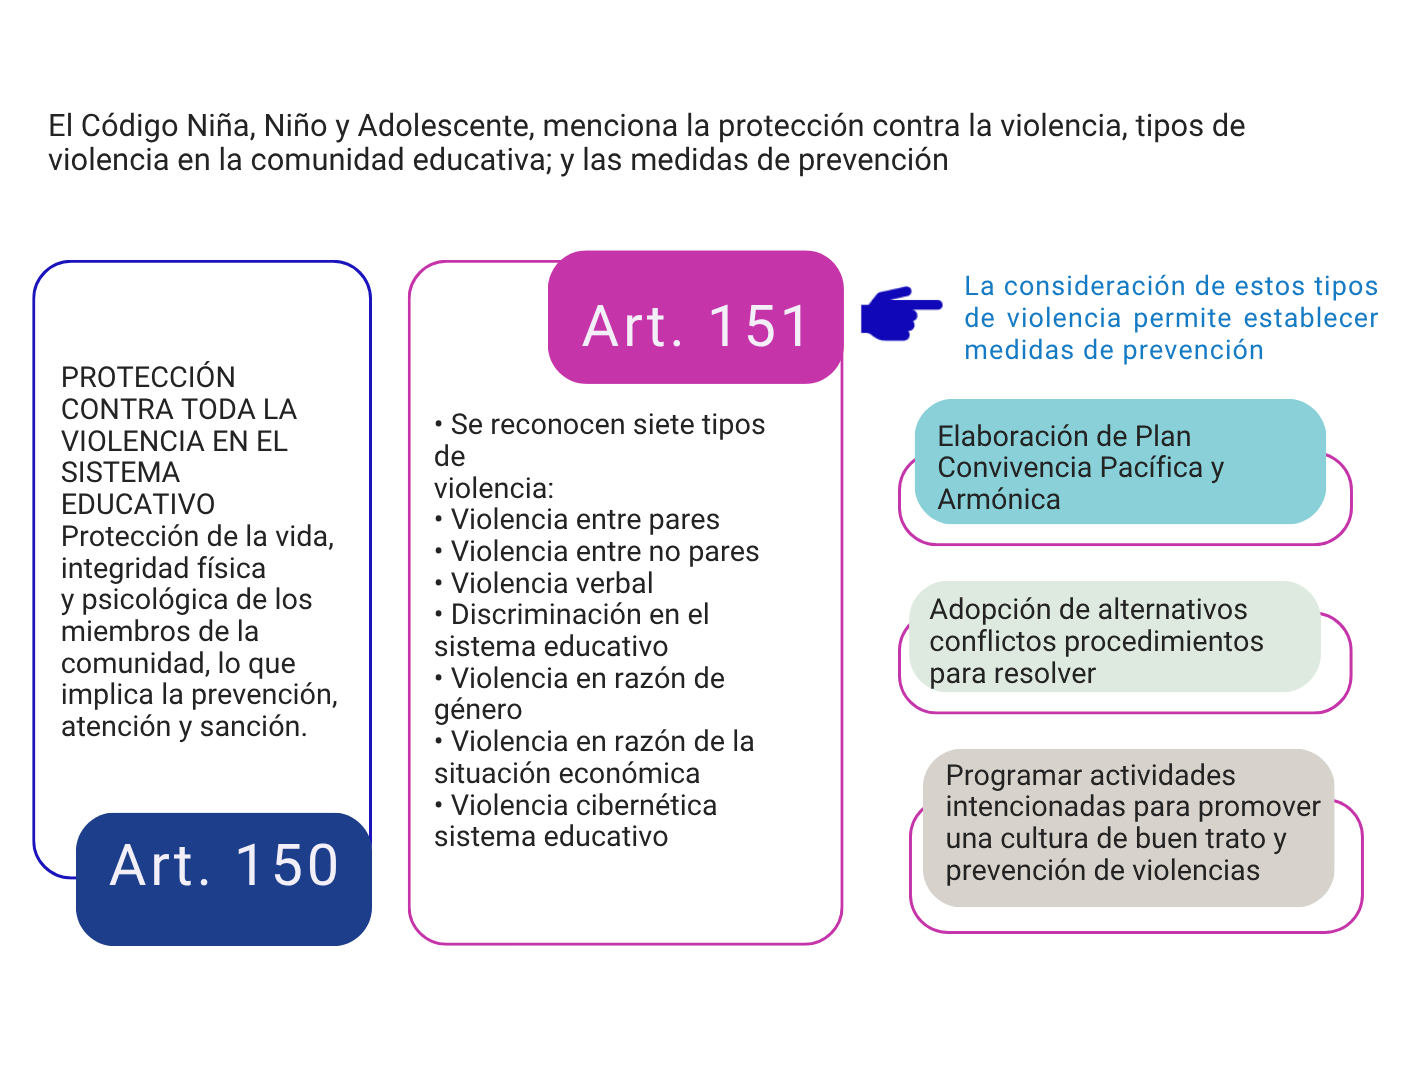 El Código Niña, Niño y Adolescente, menciona la protección contra la violencia, tipos de
violencia en la comunidad educativa; y las medidas de prevención
PROTECCIÓN
CONTRA TODA LA
VIOLENCIA EN EL
SISTEMA
EDUCATIVO
Protección de la vida,
integridad física
y psicológica de los
miembros de la
comunidad, lo que
implica la prevención,
atención y sanción.
Art. 150
Art. 151
• Se reconocen siete tipos
de
violencia:
• Violencia entre pares
• Violencia entre no pares
• Violencia verbal
• Discriminación en el
sistema educativo
• Violencia en razón de
género
• Violencia en razón de la
situación económica
• Violencia cibernética
sistema educativo
La consideración de estos tipos
de violencia permite establecer
medidas de prevención
Elaboración de Plan
Convivencia Pacífica y
Armónica
Adopción de alternativos
conflictos procedimientos
para resolver
Programar actividades
intencionadas para promover
una cultura de buen trato y
prevención de violencias